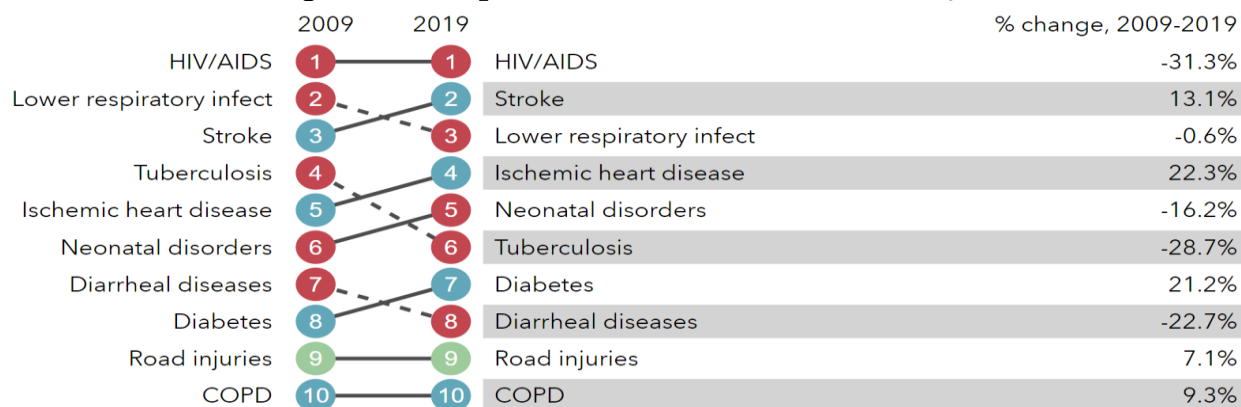 2009 2019 % change, 2009-2019
HIV/AIDS 1 1 HIV/AIDS -31.3%
Lower respiratory infect 2 2 Stroke 13.1%
Stroke 3 3 Lower respiratory infect -0.6%
Tuberculosis 4 4 Ischemic heart disease 22.3%
Ischemic heart disease 5 5 Neonatal disorders -16.2%
Neonatal disorders 6 6 Tuberculosis -28.7%
Diarrheal diseases 7 7 Diabetes 21.2%
Diabetes 8 8 Diarrheal diseases -22.7%
Road injuries 9 9 Road injuries 7.1%
COPD 10 10 COPD 9.3%